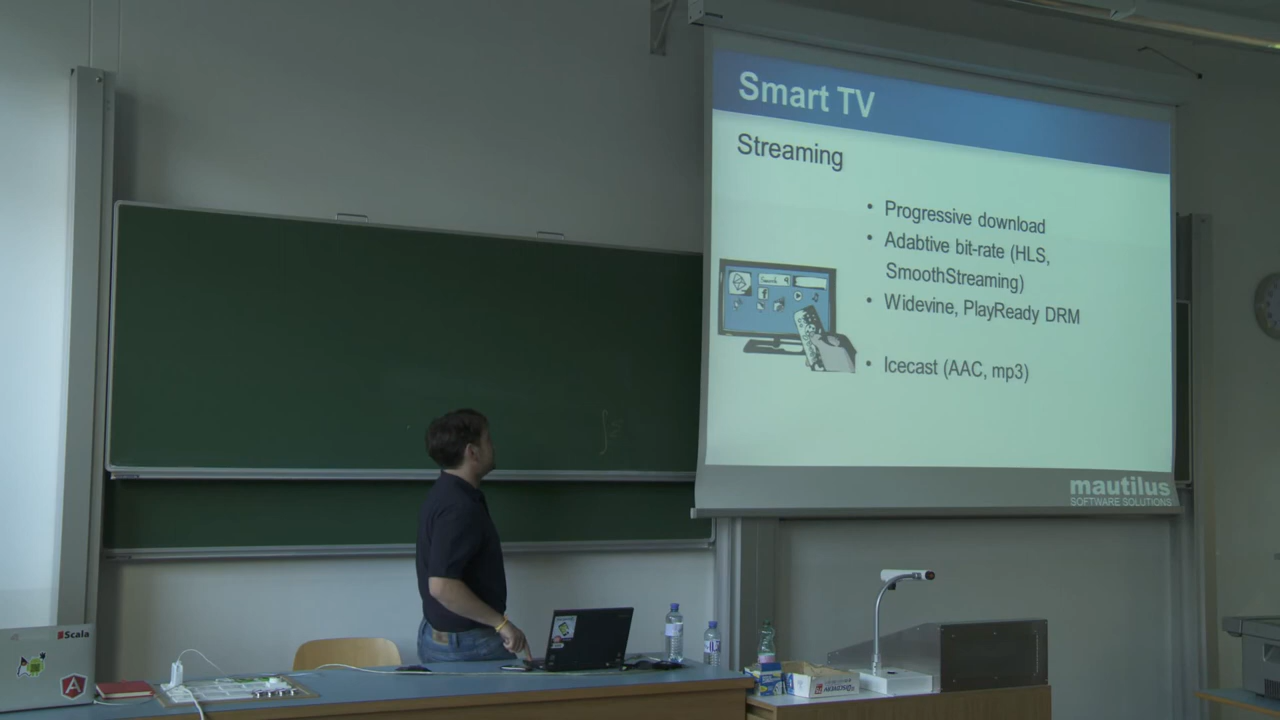 Smart TV
Streaming
• Progressive download
• Adabtive bit-rate (HLS,
SmoothStreaming)
• Widevine, PlayReady DRM
• Icecast (AAC, mp3)
mautilus
SOFTWARE SOLUTIONS
Scala